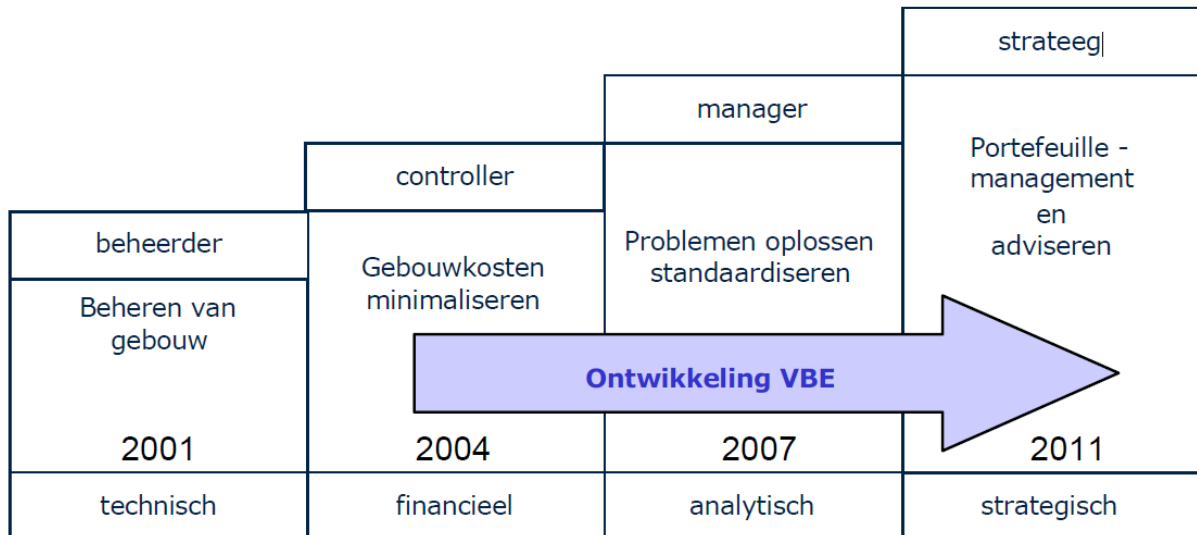 strateeg
manager
controller
beheerder
Portefeuille -
management
en
adviseren
Problemen oplossen
standaardiseren
Gebouwkosten
minimaliseren
Beheren van
gebouw
Ontwikkeling VBE
2001
2004
2007
2011
technisch
financieel
analytisch
strategisch